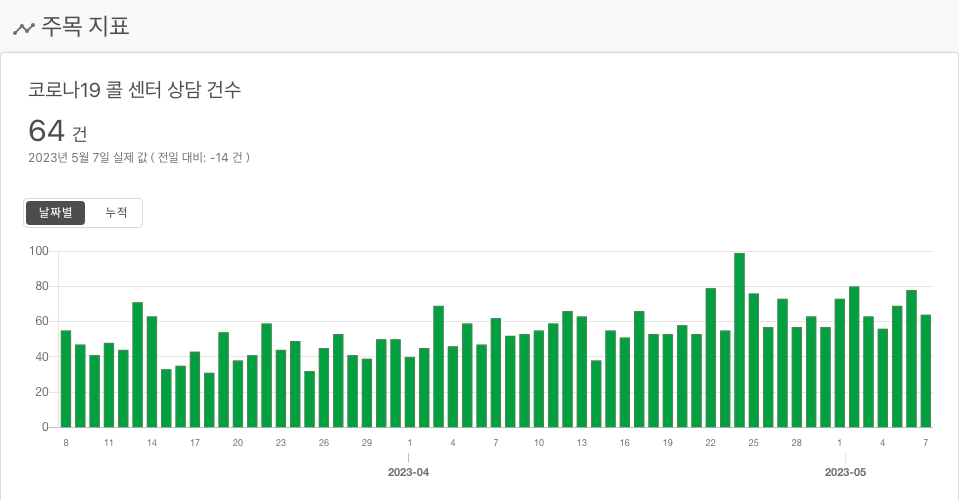 주목 지표
코로나19 콜 센터 상담 건수
64 건
2023년 5월 7일 실제 값 ( 전일 대비: -14 건 )
날짜별 누적
100
80
60
40
20
0
8 11 14 17 20 23 26 29 1 4 7 10 13 16 19 22 25 28 1 4 7
2023-04 2023-05